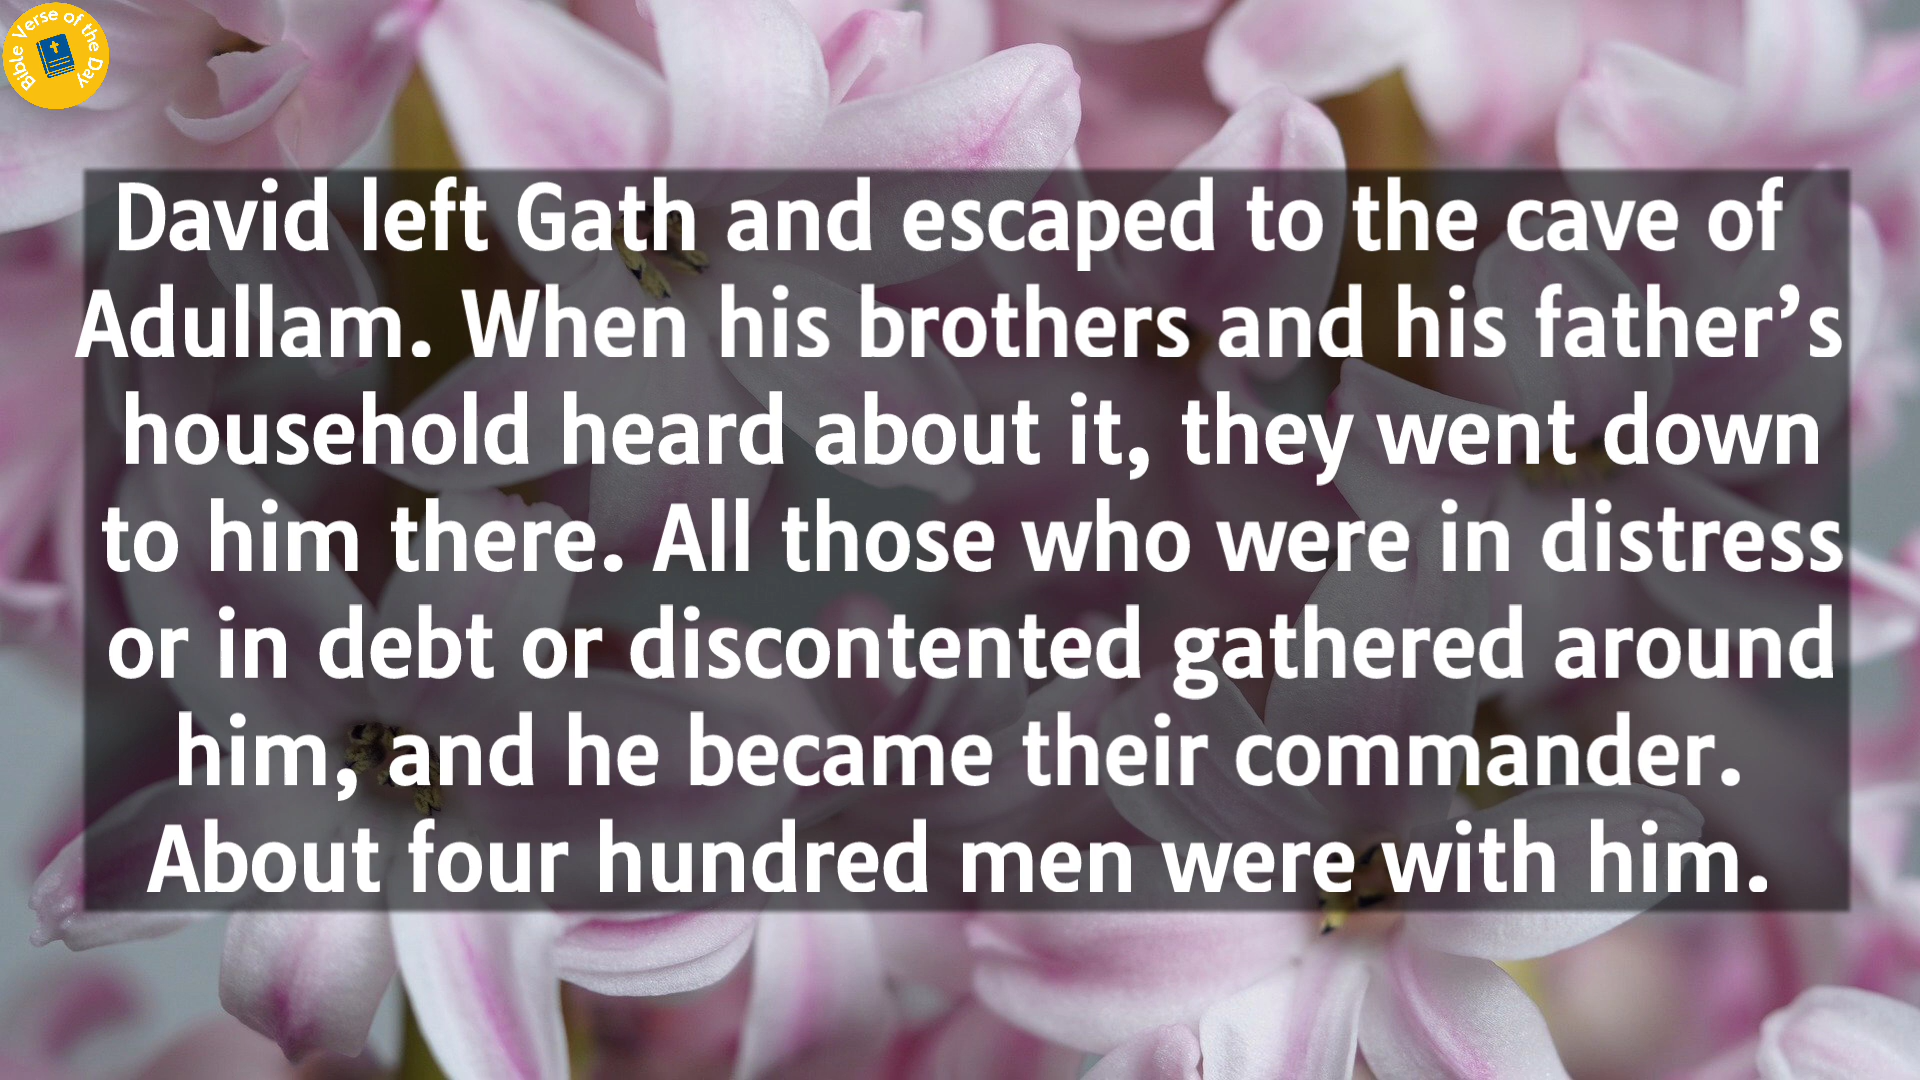 Bible Verse of the Day
David left Gath and escaped to the cave of
Adullam. When his brothers and his father’s
household heard about it, they went down
to him there. All those who were in distress
or in debt or discontented gathered around
him, and he became their commander.
About four hundred men were with him.